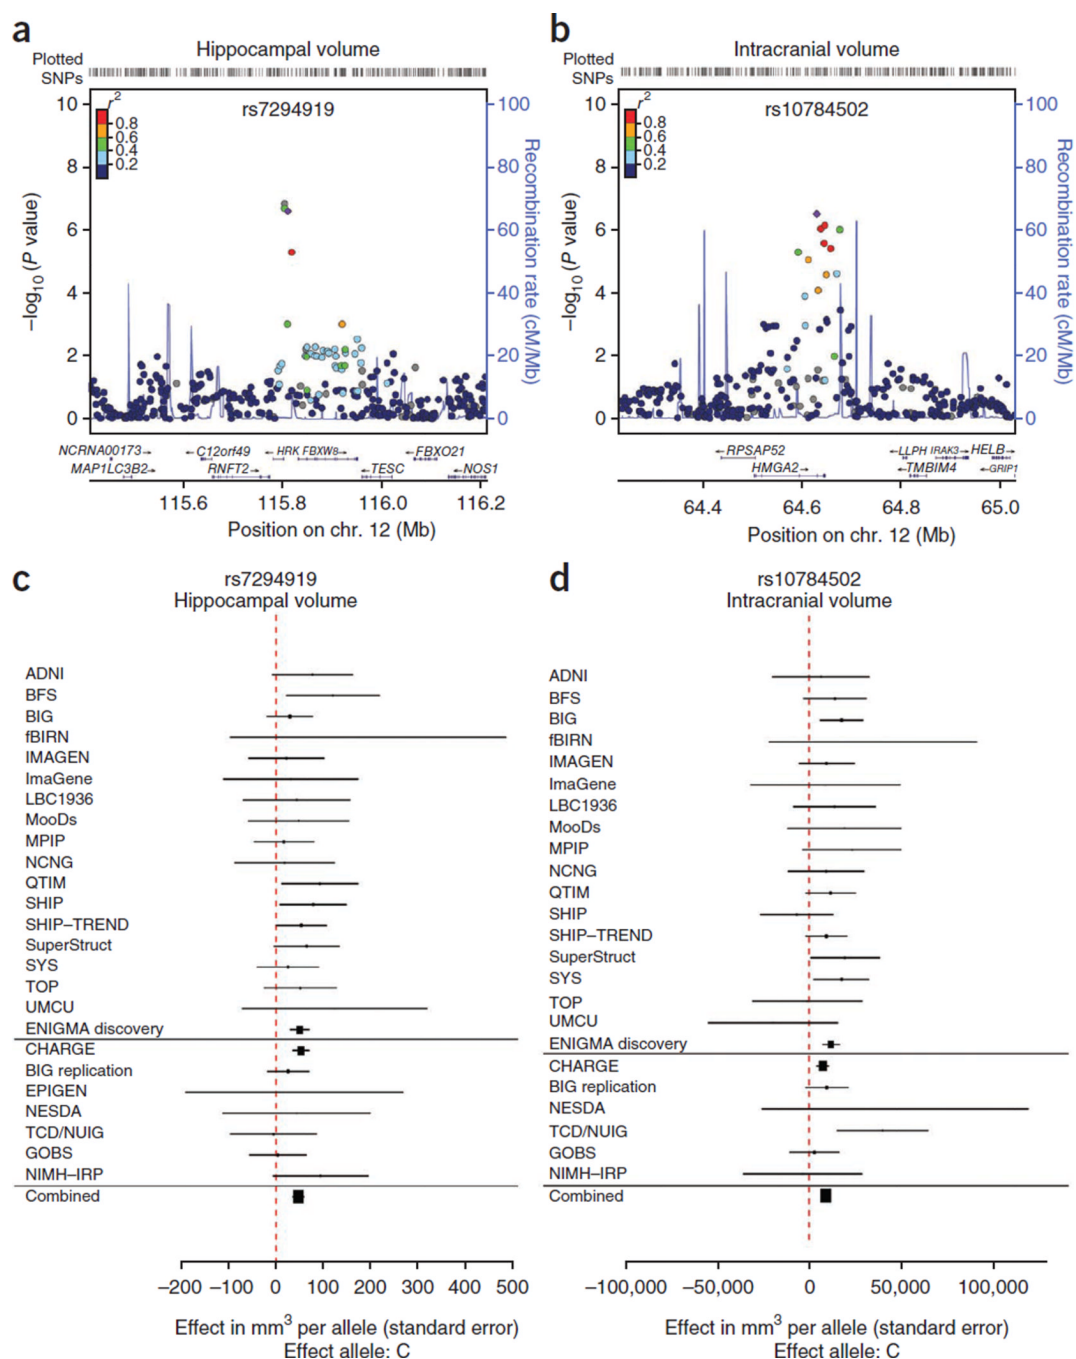 a
Hippocampal volume
Plotted
SNPs
rs7294919
r2
0.8
0.6
0.4
0.2
10
8
6
4
2
0
–log10 (P value)
100
80
60
40
20
0
Recombination rate (cM/Mb)
NCRNA00173→ ←C12orf49 ←HRK FBXW8→ ←FBXO21
MAP1LC3B2→ RNFT2→ ←TESC ←NOS1
115.6 115.8 116.0 116.2
Position on chr. 12 (Mb)
b
Intracranial volume
Plotted
SNPs
rs10784502
r2
0.8
0.6
0.4
0.2
10
8
6
4
2
0
–log10 (P value)
100
80
60
40
20
0
Recombination rate (cM/Mb)
←RPSAP52 ←LLPH IRAK3→ HELB→
HMGA2→ ←TMBIM4 ←GRIP1
64.4 64.6 64.8 65.0
Position on chr. 12 (Mb)
c
rs7294919
Hippocampal volume
ADNI
BFS
BIG
fBIRN
IMAGEN
ImaGene
LBC1936
MooDs
MPIP
NCNG
QTIM
SHIP
SHIP–TREND
SuperStruct
SYS
TOP
UMCU
ENIGMA discovery
CHARGE
BIG replication
EPIGEN
NESDA
TCD/NUIG
GOBS
NIMH–IRP
Combined
–200 –100 0 100 200 300 400 500
Effect in mm3 per allele (standard error)
Effect allele: C
d
rs10784502
Intracranial volume
ADNI
BFS
BIG
fBIRN
IMAGEN
ImaGene
LBC1936
MooDs
MPIP
NCNG
QTIM
SHIP
SHIP–TREND
SuperStruct
SYS
TOP
UMCU
ENIGMA discovery
CHARGE
BIG replication
NESDA
TCD/NUIG
GOBS
NIMH–IRP
Combined
–100,000 –50,000 0 50,000 100,000
Effect in mm3 per allele (standard error)
Effect allele: C